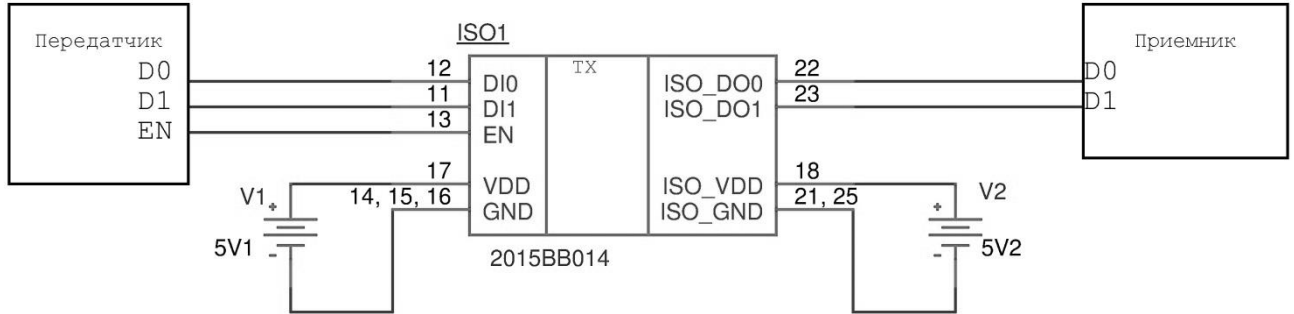 Передатчик
D0
D1
EN
ISO1
12
11
13
17
14, 15, 16
DI0
DI1
EN
VDD
GND
TX
ISO_DO0
ISO_DO1
ISO_VDD
ISO_GND
2015BB014
22
23
18
21, 25
Приемник
D0
D1
V1
+
5V1
-
V2
+
5V2
-